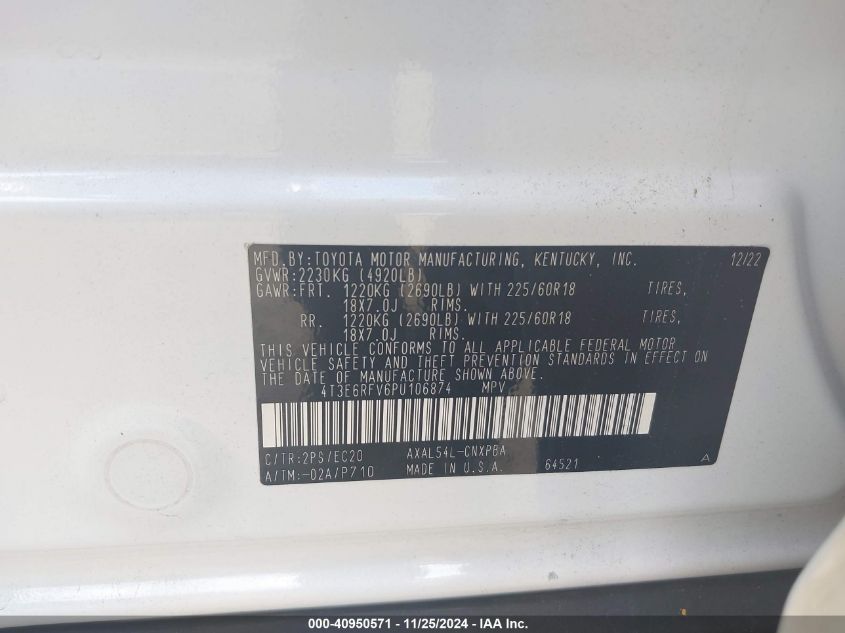 MFD.BY:TOYOTA MOTOR MANUFACTURING, KENTUCKY, INC. 12/22
GVWR:2230KG (4920LB)
GAWR:FRT. 1220KG (2690LB) WITH 225/60R18 TIRES,
18X7.0J RIMS.
RR. 1220KG (2690LB) WITH 225/60R18 TIRES,
18X7.0J RIMS.
THIS VEHICLE CONFORMS TO ALL APPLICABLE FEDERAL MOTOR
VEHICLE SAFETY AND THEFT PREVENTION STANDARDS IN EFFECT ON
THE DATE OF MANUFACTURE SHOWN ABOVE.
4T3E6RFV6PU106874 MPV
C/TR:2PS/EC20 AXAL54L-CNXPBA
A/TM:-02A/P710 MADE IN U.S.A. 64521 A
000-40950571 - 11/25/2024 - IAA Inc.